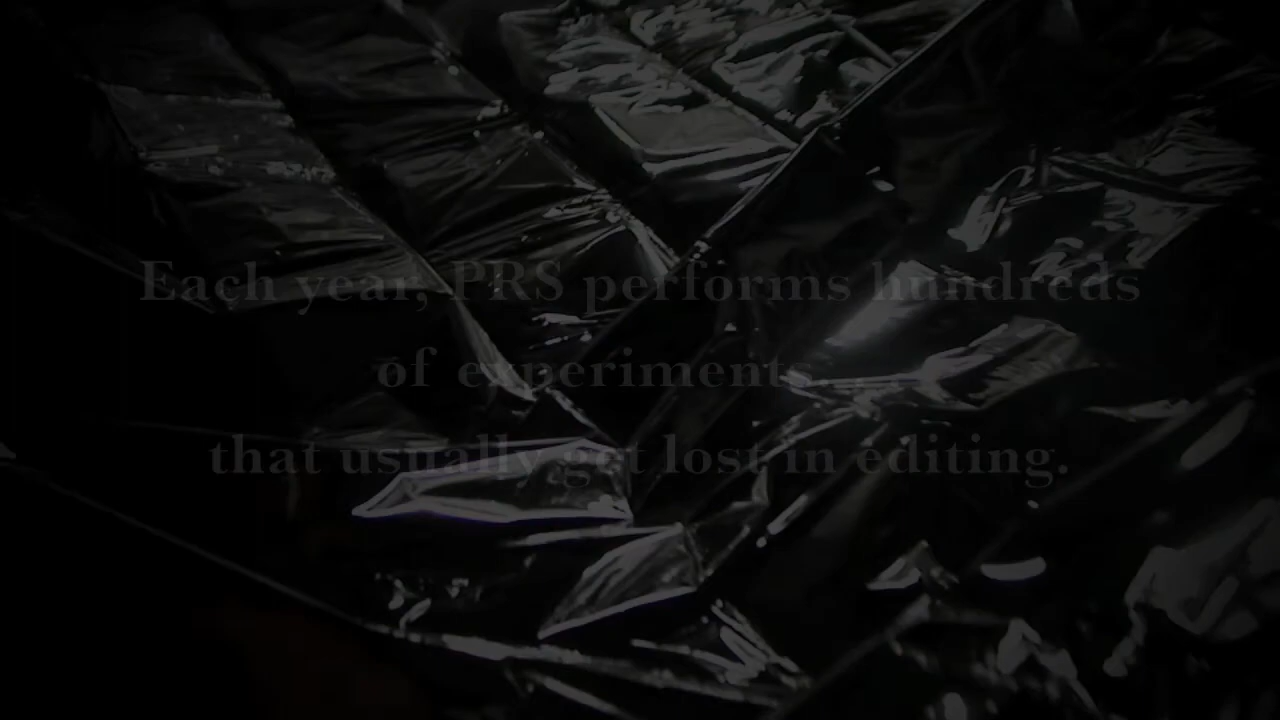 Each year, PRS performs hundreds
of experiments
that usually get lost in editing.